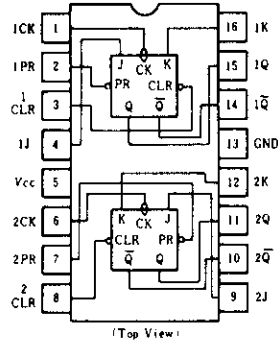 1CK 1 16 1K
J K
CK
1PR 2 PR CLR 15 1Q
Q Q̅
1 CLR 3 14 1Q̅
1J 4 13 GND
Vcc 5 12 2K
K J
CK
2CK 6 11 2Q
CLR PR
2PR 7 Q̅ Q 10 2Q̅
2 CLR 8 9 2J
(Top View)